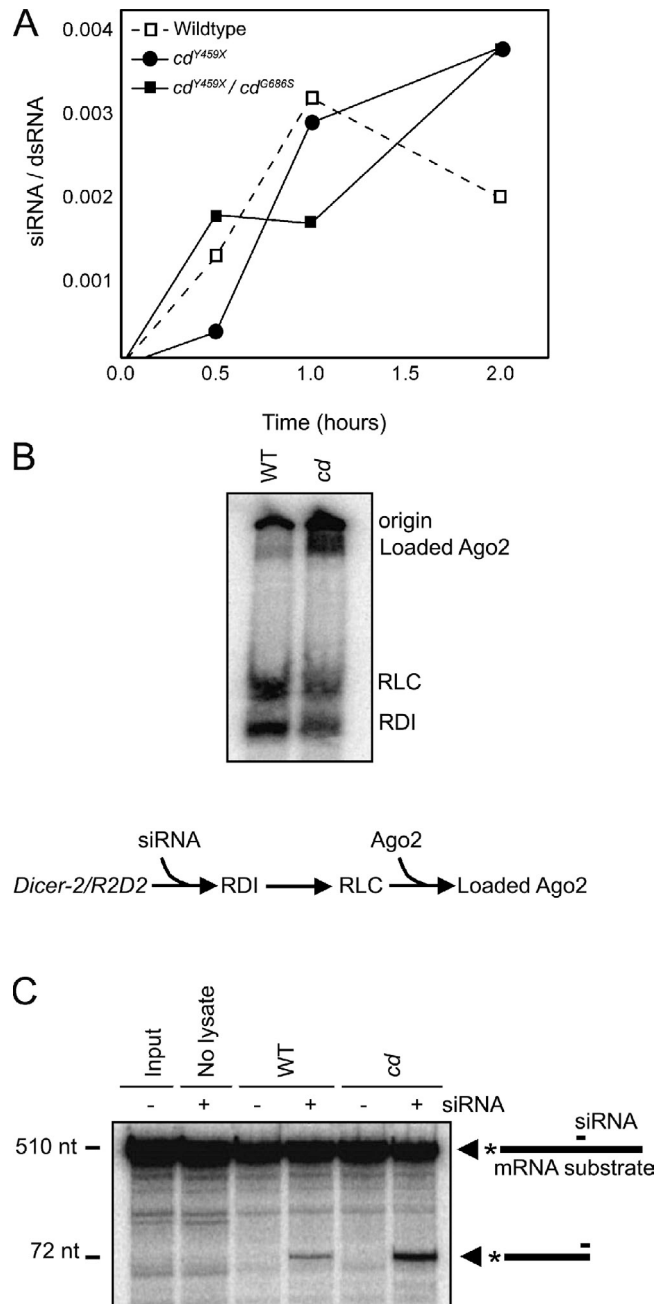 A
0.004
0.003
0.002
0.001
siRNA / dsRNA
Wildtype
cd^Y459X
cd^Y459X / cd^G686S
0.0 0.5 1.0 1.5 2.0
Time (hours)
B
WT cd
origin
Loaded Ago2
RLC
RDI
siRNA Ago2
Dicer-2/R2D2 RDI RLC Loaded Ago2
C
Input No lysate WT cd
- + - + - + siRNA
510 nt
siRNA
* mRNA substrate
72 nt
*